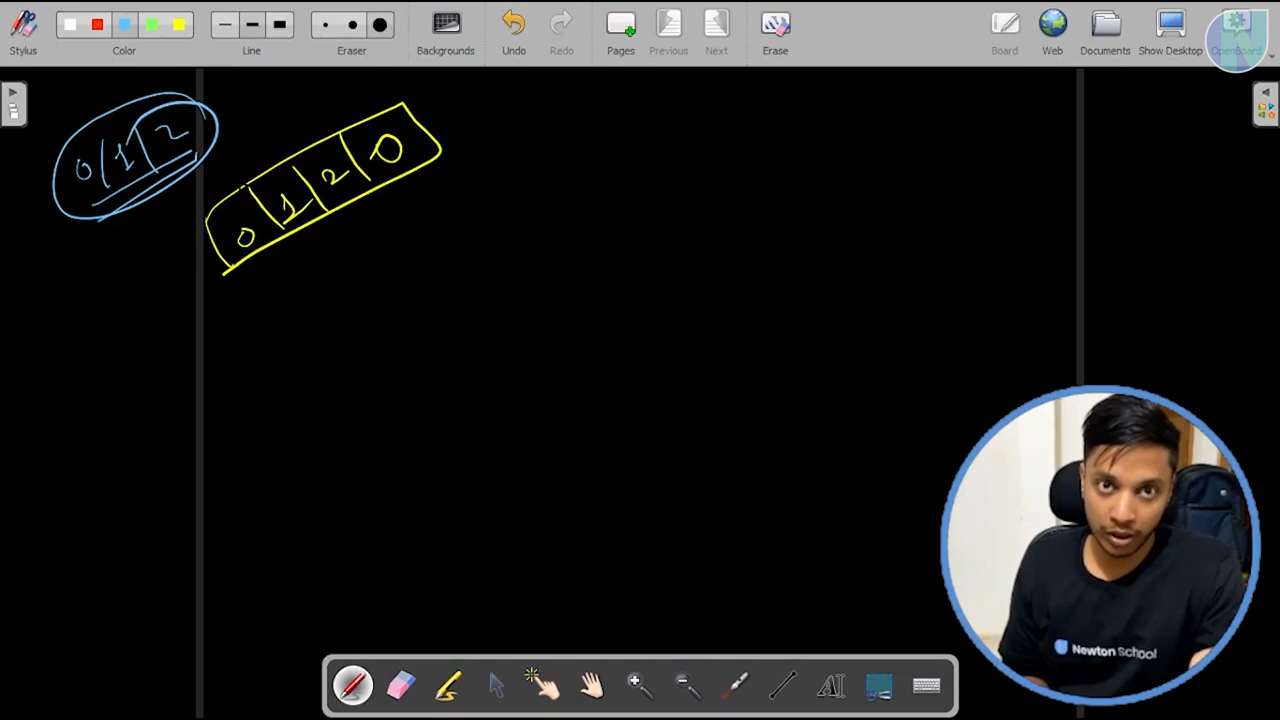 Stylus
Color
Line
Eraser
Backgrounds
Undo
Redo
Pages
Previous
Next
Erase
Board
Web
Documents
Show Desktop
OpenBoard
0/1/2
0 1 2 0
Newton School